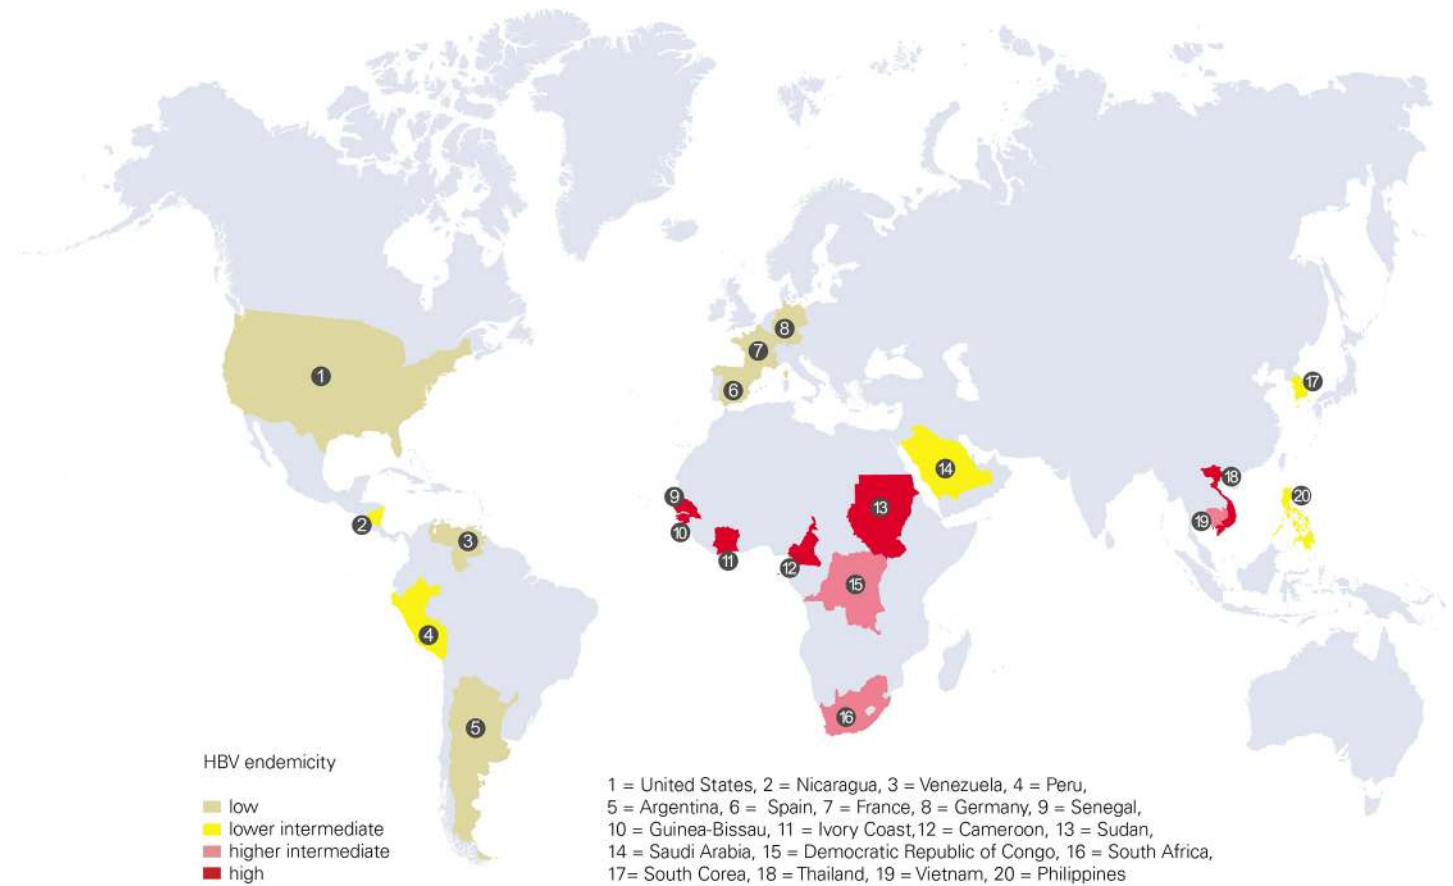 1
2
3
4
5
6
7
8
9
10
11
12
13
14
15
16
17
18
19
20
HBV endemicity
low
lower intermediate
higher intermediate
high
1 = United States, 2 = Nicaragua, 3 = Venezuela, 4 = Peru,
5 = Argentina, 6 = Spain, 7 = France, 8 = Germany, 9 = Senegal,
10 = Guinea-Bissau, 11 = Ivory Coast,12 = Cameroon, 13 = Sudan,
14 = Saudi Arabia, 15 = Democratic Republic of Congo, 16 = South Africa,
17= South Corea, 18 = Thailand, 19 = Vietnam, 20 = Philippines